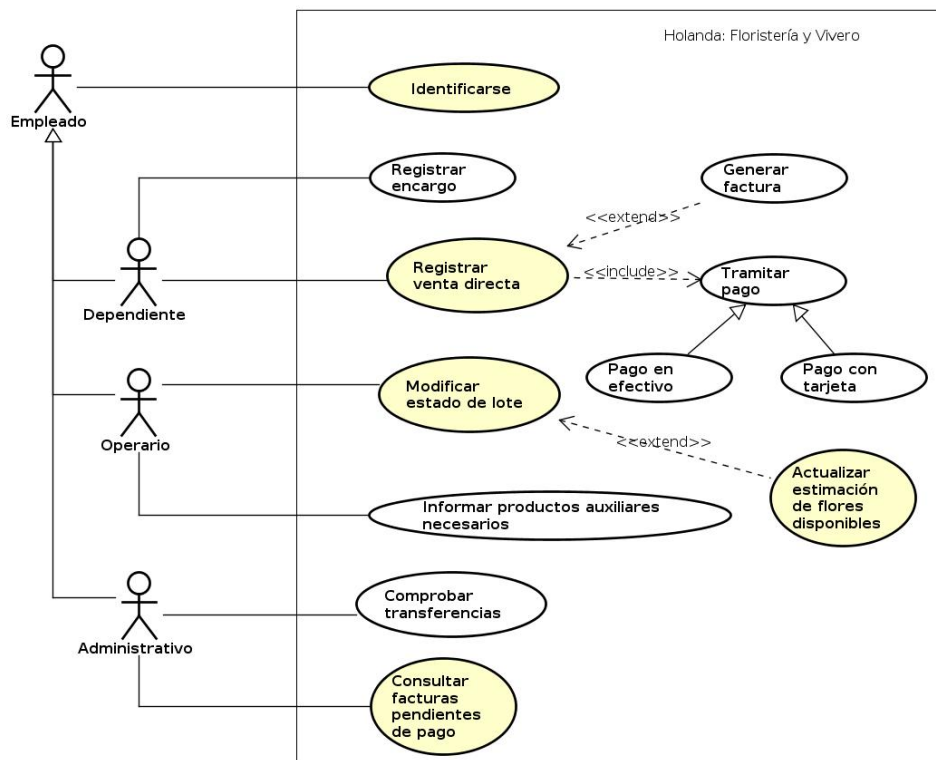 Holanda: Floristería y Vivero
Empleado
Identificarse
Registrar
encargo
Generar
factura
<<extend>>
Dependiente
Registrar
venta directa
<<include>>
Tramitar
pago
Pago en
efectivo
Pago con
tarjeta
Operario
Modificar
estado de lote
<<extend>>
Actualizar
estimación
de flores
disponibles
Informar productos auxiliares
necesarios
Administrativo
Comprobar
transferencias
Consultar
facturas
pendientes
de pago